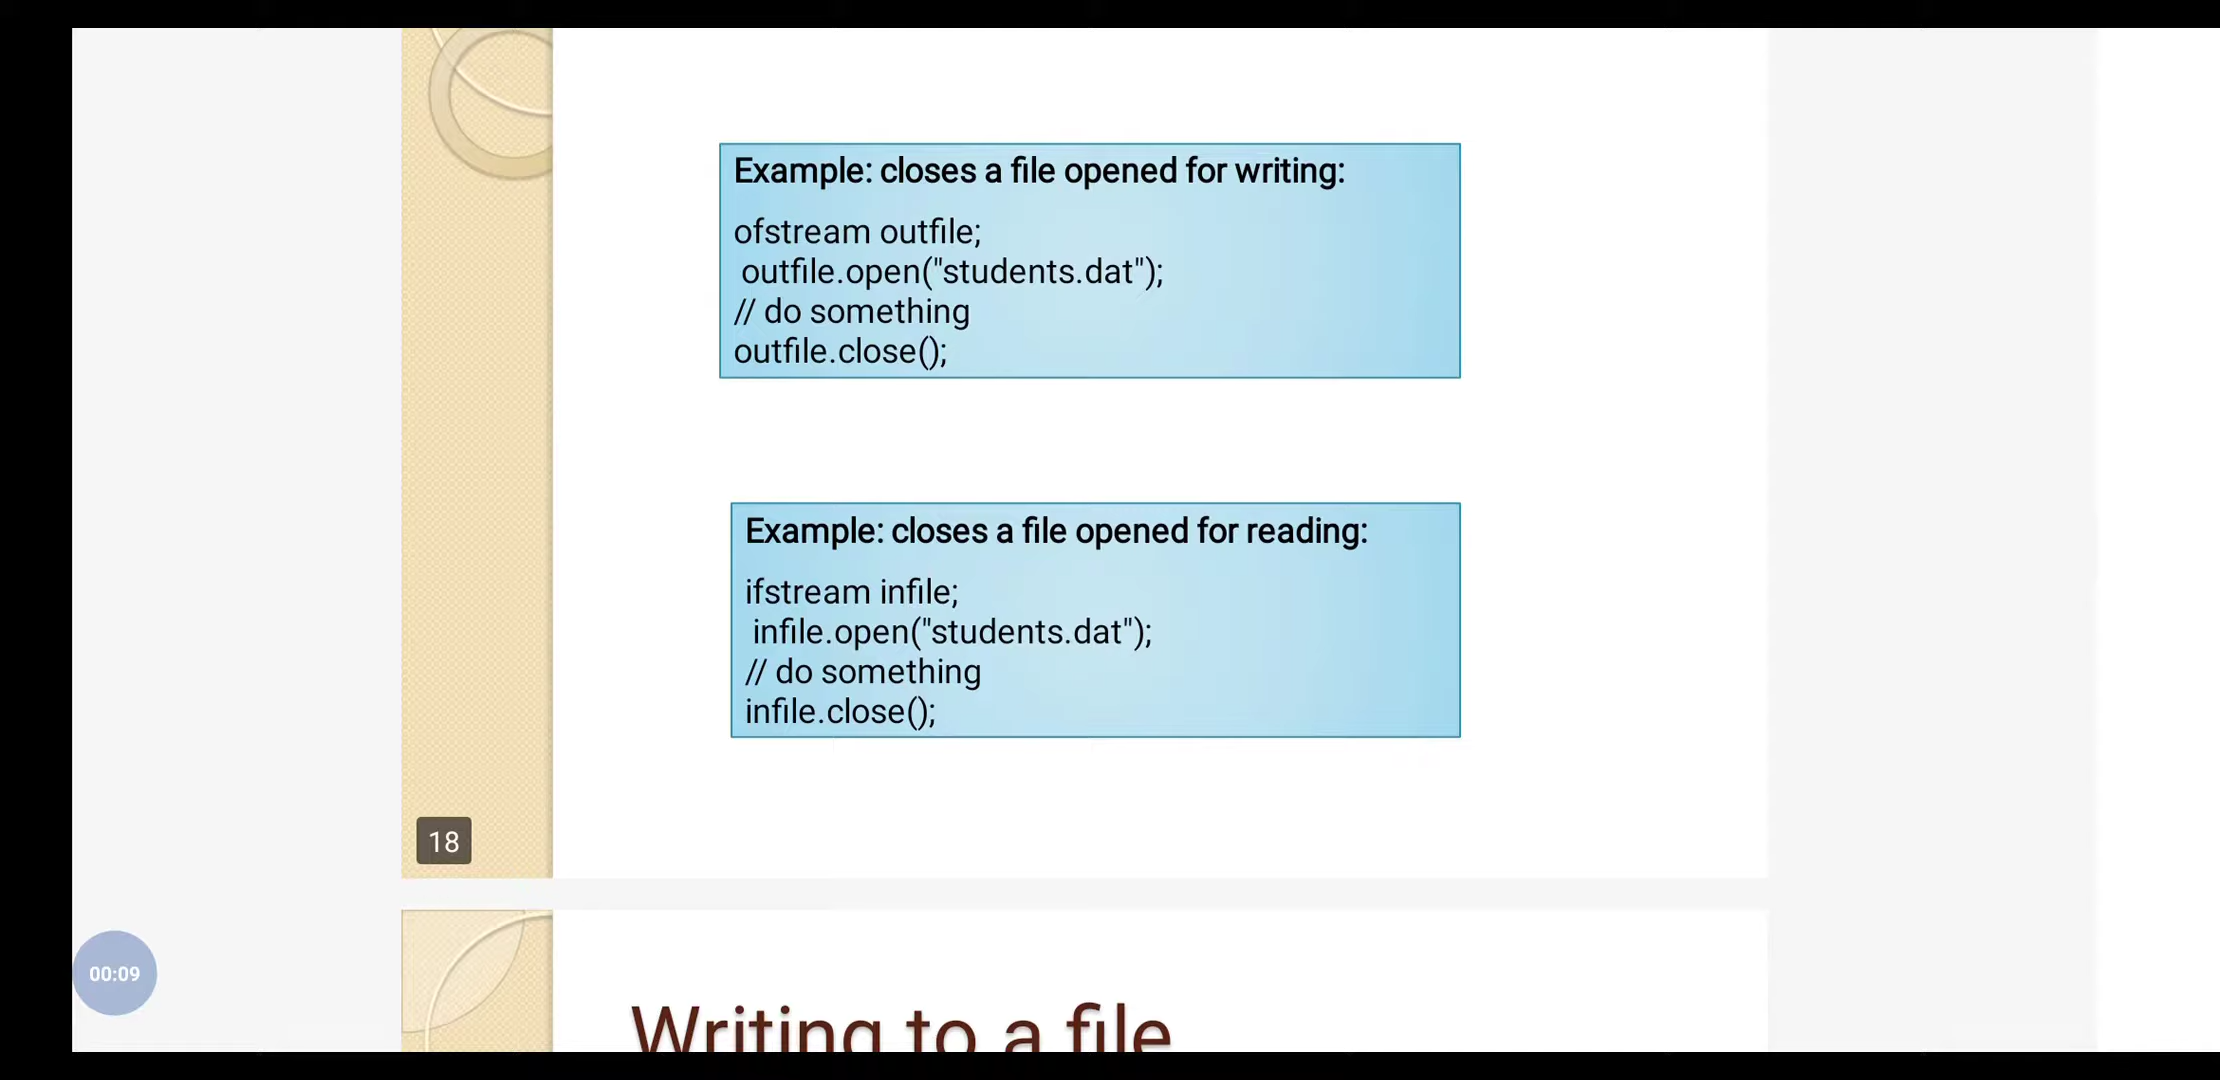 Example: closes a file opened for writing:
ofstream outfile;
outfile.open("students.dat");
// do something
outfile.close();
Example: closes a file opened for reading:
ifstream infile;
infile.open("students.dat");
// do something
infile.close();
18
00:09
Writing to a file